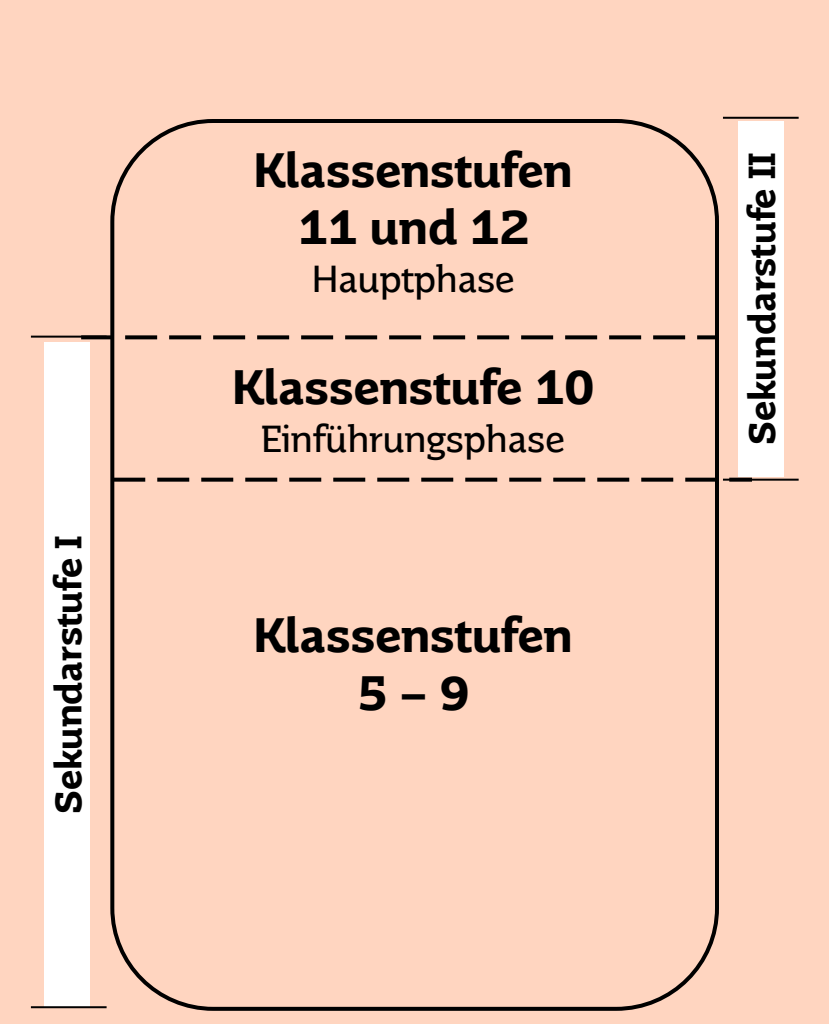 Klassenstufen
11 und 12
Hauptphase
Sekundarstufe II
Klassenstufe 10
Einführungsphase
Sekundarstufe I
Klassenstufen
5 – 9